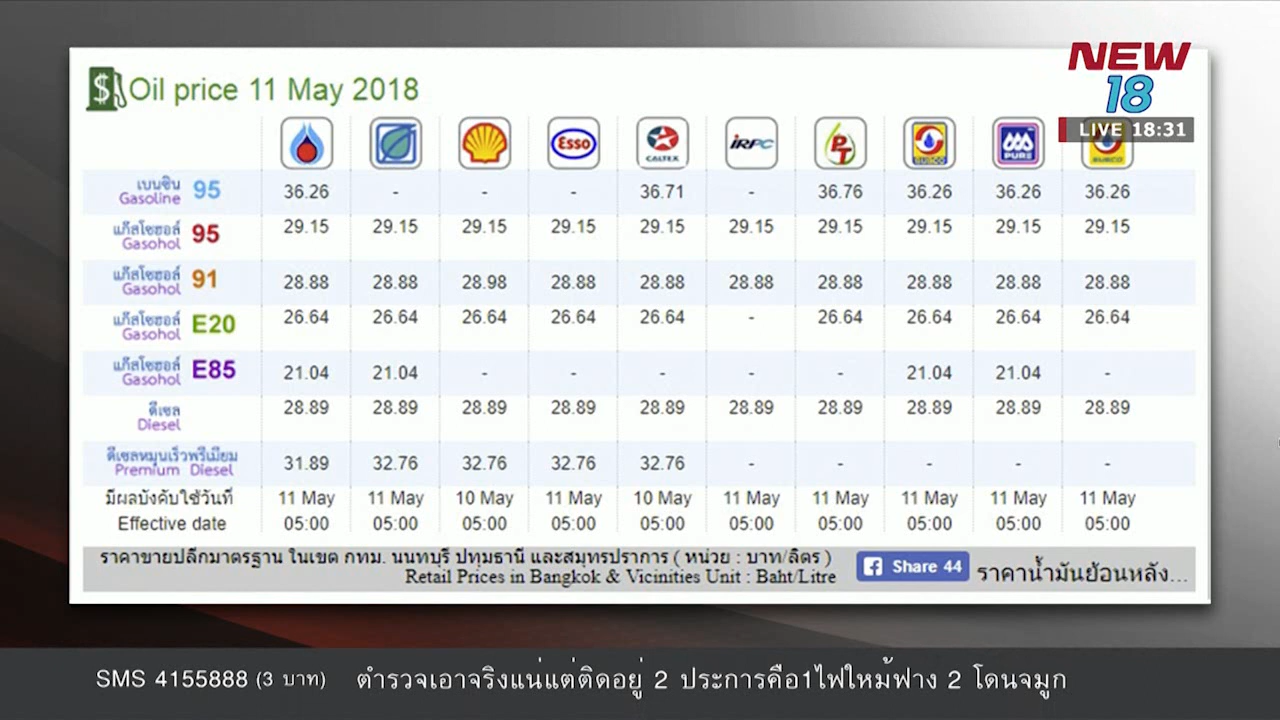 NEW
18
LIVE 18:31
$ Oil price 11 May 2018
Esso CALTEX iRPC PT SUSCO PURE
เบนซิน
Gasoline 95 36.26 - - - 36.71 - 36.76 36.26 36.26 36.26
แก๊สโซฮอล์
Gasohol 95 29.15 29.15 29.15 29.15 29.15 29.15 29.15 29.15 29.15 29.15
แก๊สโซฮอล์
Gasohol 91 28.88 28.88 28.98 28.88 28.88 28.88 28.88 28.88 28.88 28.88
แก๊สโซฮอล์
Gasohol E20 26.64 26.64 26.64 26.64 26.64 - 26.64 26.64 26.64 26.64
แก๊สโซฮอล์
Gasohol E85 21.04 21.04 - - - - - 21.04 21.04 -
ดีเซล
Diesel 28.89 28.89 28.89 28.89 28.89 28.89 28.89 28.89 28.89 28.89
ดีเซลหมุนเร็วพรีเมียม
Premium Diesel 31.89 32.76 32.76 32.76 32.76 - - - - -
มีผลบังคับใช้วันที่ 11 May 11 May 10 May 11 May 10 May 11 May 11 May 11 May 11 May 11 May
Effective date 05:00 05:00 05:00 05:00 05:00 05:00 05:00 05:00 05:00 05:00
ราคาขายปลีกมาตรฐาน ในเขต กทม. นนทบุรี ปทุมธานี และสมุทรปราการ ( หน่วย : บาท/ลิตร )
Retail Prices in Bangkok & Vicinities Unit : Baht/Litre
Share 44
ราคาน้ำมันย้อนหลัง...
SMS 4155888 (3 บาท) ตำรวจเอาจริงแน่แต่ติดอยู่ 2 ประการคือ1ไฟใหม้ฟาง 2 โดนจมูก